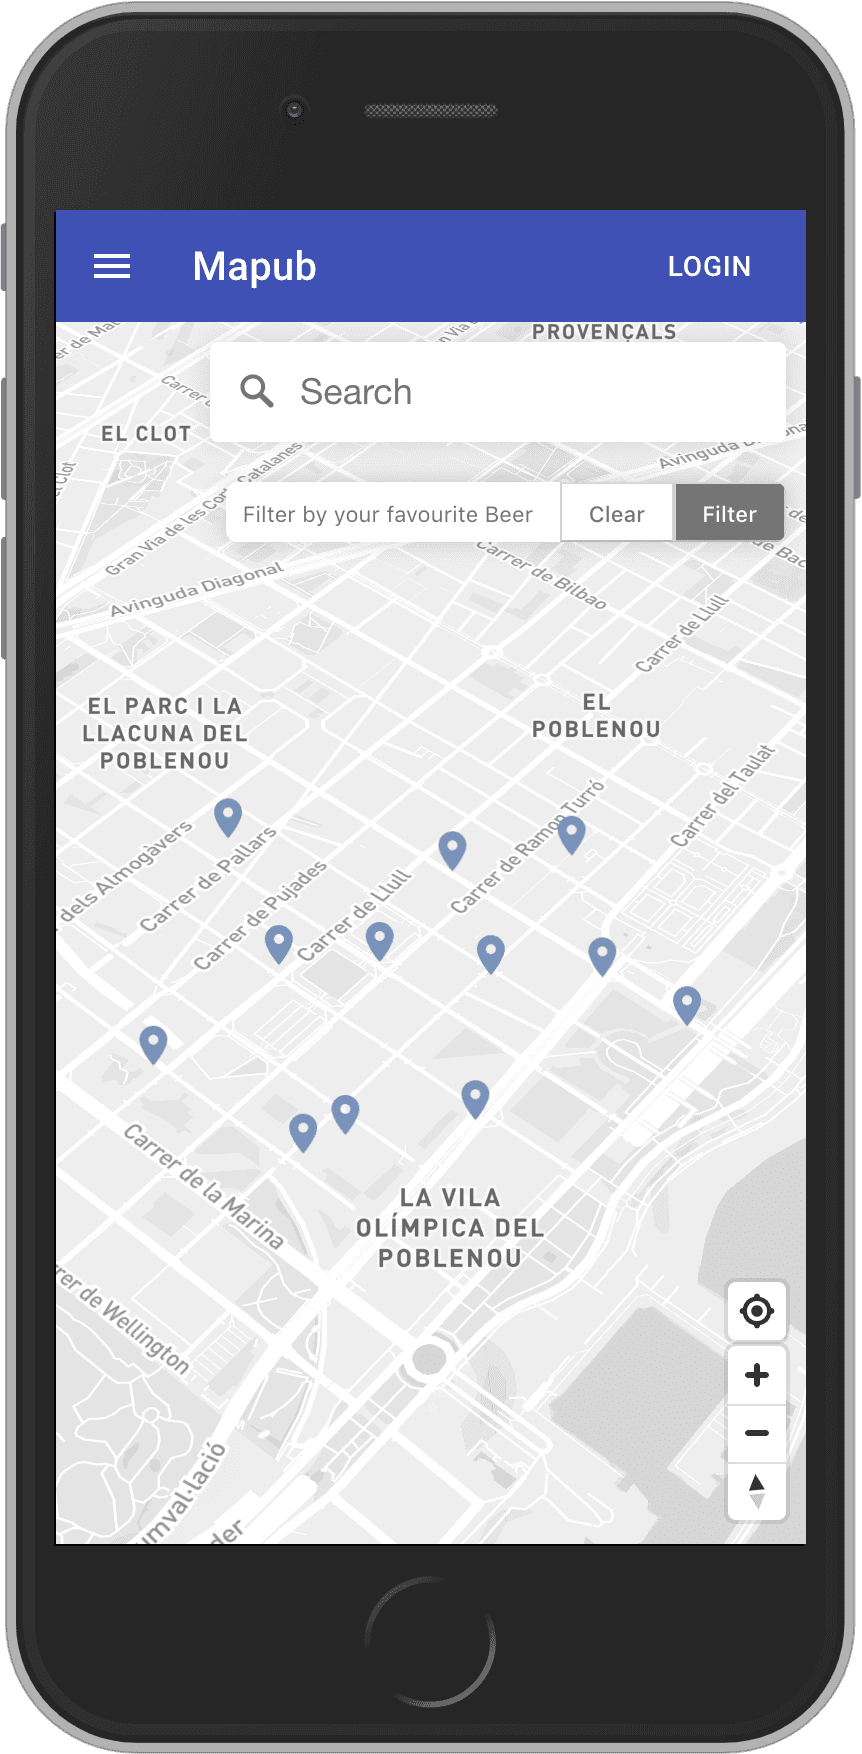 Mapub
LOGIN
PROVENÇALS
Search
Carrer
EL CLOT
Gran Via de les Cort
Catalanes
Avinguda D
Filter by your favourite Beer
Clear
Filter
Avinguda Diagonal
Carrer de Bilbao
Carrer de Llull
EL PARC I LA
LLACUNA DEL
POBLENOU
EL
POBLENOU
Carrer del Taulat
Carrer de Ramon Turró
dels Almogàvers
Carrer de Pallars
Carrer de Pujades
Carrer de Llull
Carrer de la Marina
LA VILA
OLÍMPICA DEL
POBLENOU
rer de Wellington
umval·lació
der